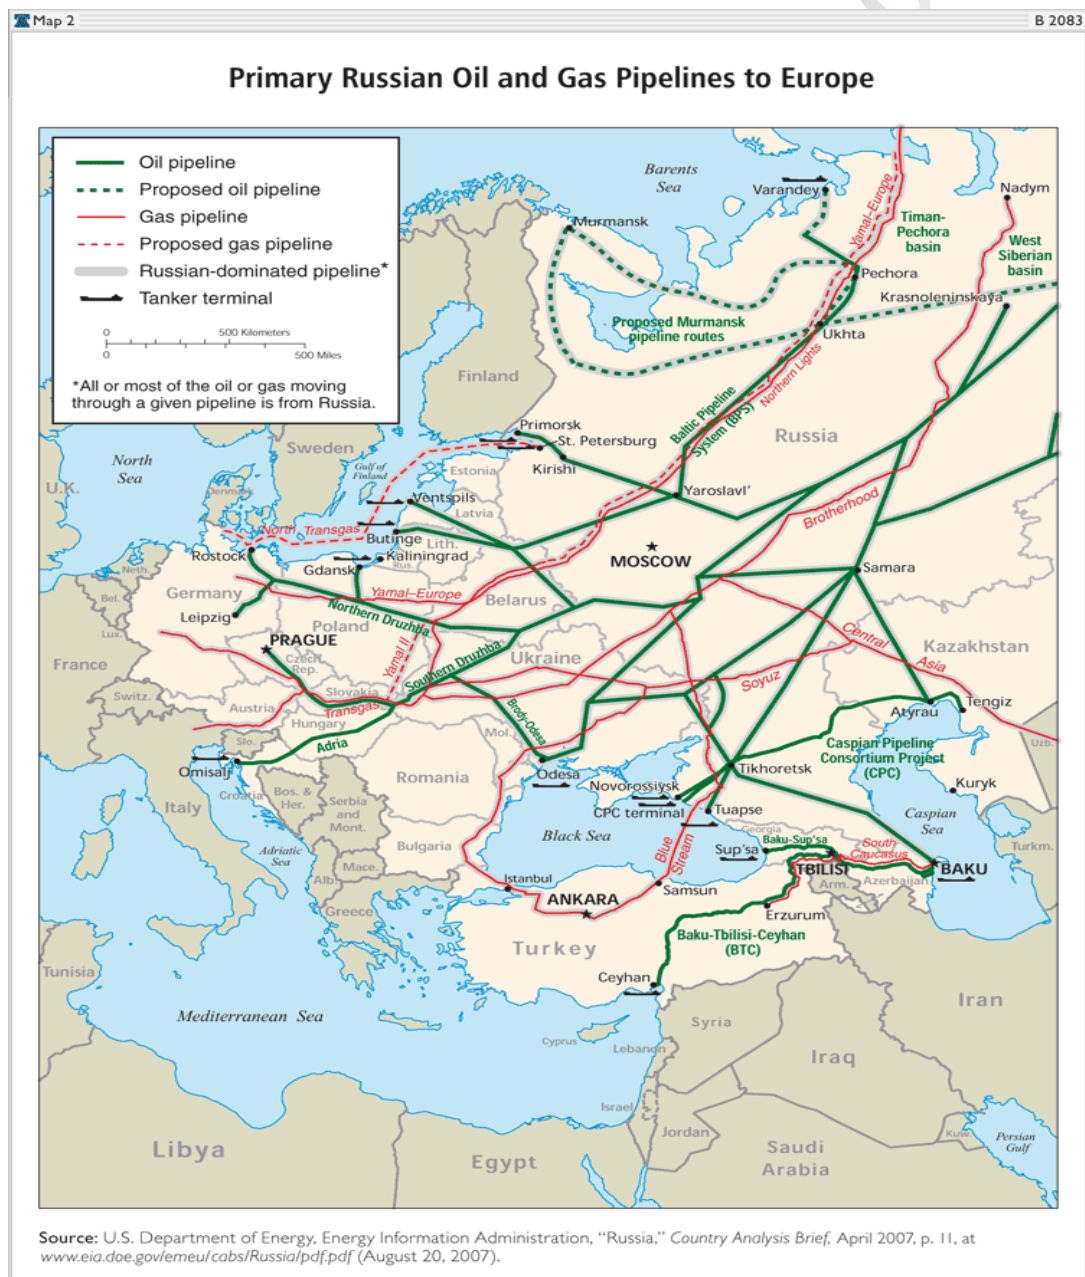 Map 2
B 2083
Primary Russian Oil and Gas Pipelines to Europe
Oil pipeline
Proposed oil pipeline
Gas pipeline
Proposed gas pipeline
Russian-dominated pipeline*
Tanker terminal
0 500 Kilometers
0 500 Miles
*All or most of the oil or gas moving
through a given pipeline is from Russia.
Barents
Sea
Varandey
Nadym
Murmansk
Yamal–Europe
Timan-
Pechora
basin
West
Siberian
basin
Pechora
Krasnoleninskaya
Proposed Murmansk
pipeline routes
Ukhta
Northern Lights
Finland
Baltic Pipeline
System (BPS)
Primorsk
St. Petersburg
Kirishi
Russia
Sweden
North
Sea
Gulf of
Finland
Estonia
U.K.
Denmark
Ventspils
Yaroslavl'
Latvia
Brotherhood
North Transgas
Butinge
Lith.
Rostock
Kaliningrad
Rus.
MOSCOW
Gdansk
Samara
Neth.
Germany
Yamal–Europe
Belarus
Bel.
Leipzig
Northern Druzhba
Poland
Lux.
PRAGUE
Central Asia
Kazakhstan
Czech
Rep.
Yamal II
Southern Druzhba
Ukraine
France
Soyuz
Slovakia
Switz.
Austria
Transgas
Brody-Odesa
Atyrau
Tengiz
Hungary
Mol.
Slo.
Adria
Uzb.
Caspian Pipeline
Consortium Project
(CPC)
Omisalj
Odesa
Tikhoretsk
Romania
Croatia
Novorossiysk
Kuryk
Italy
Bos. &
Her.
Serbia
and
Mont.
CPC terminal
Tuapse
Caspian
Sea
Black Sea
Georgia
Baku-Sup'sa
Bulgaria
Blue
Stream
Sup'sa
South
Caucasus
Turkm.
Adriatic
Sea
Mace.
TBILISI
BAKU
Alb.
Istanbul
Arm.
Azerbaijan
ANKARA
Samsun
Greece
Erzurum
Turkey
Baku-Tbilisi-Ceyhan
(BTC)
Tunisia
Ceyhan
Iran
Mediterranean Sea
Syria
Cyprus
Lebanon
Iraq
Israel
Jordan
Kuw.
Persian
Gulf
Libya
Egypt
Saudi
Arabia
Source: U.S. Department of Energy, Energy Information Administration, “Russia,” Country Analysis Brief, April 2007, p. 11, at
www.eia.doe.gov/emeu/cabs/Russia/pdf.pdf (August 20, 2007).